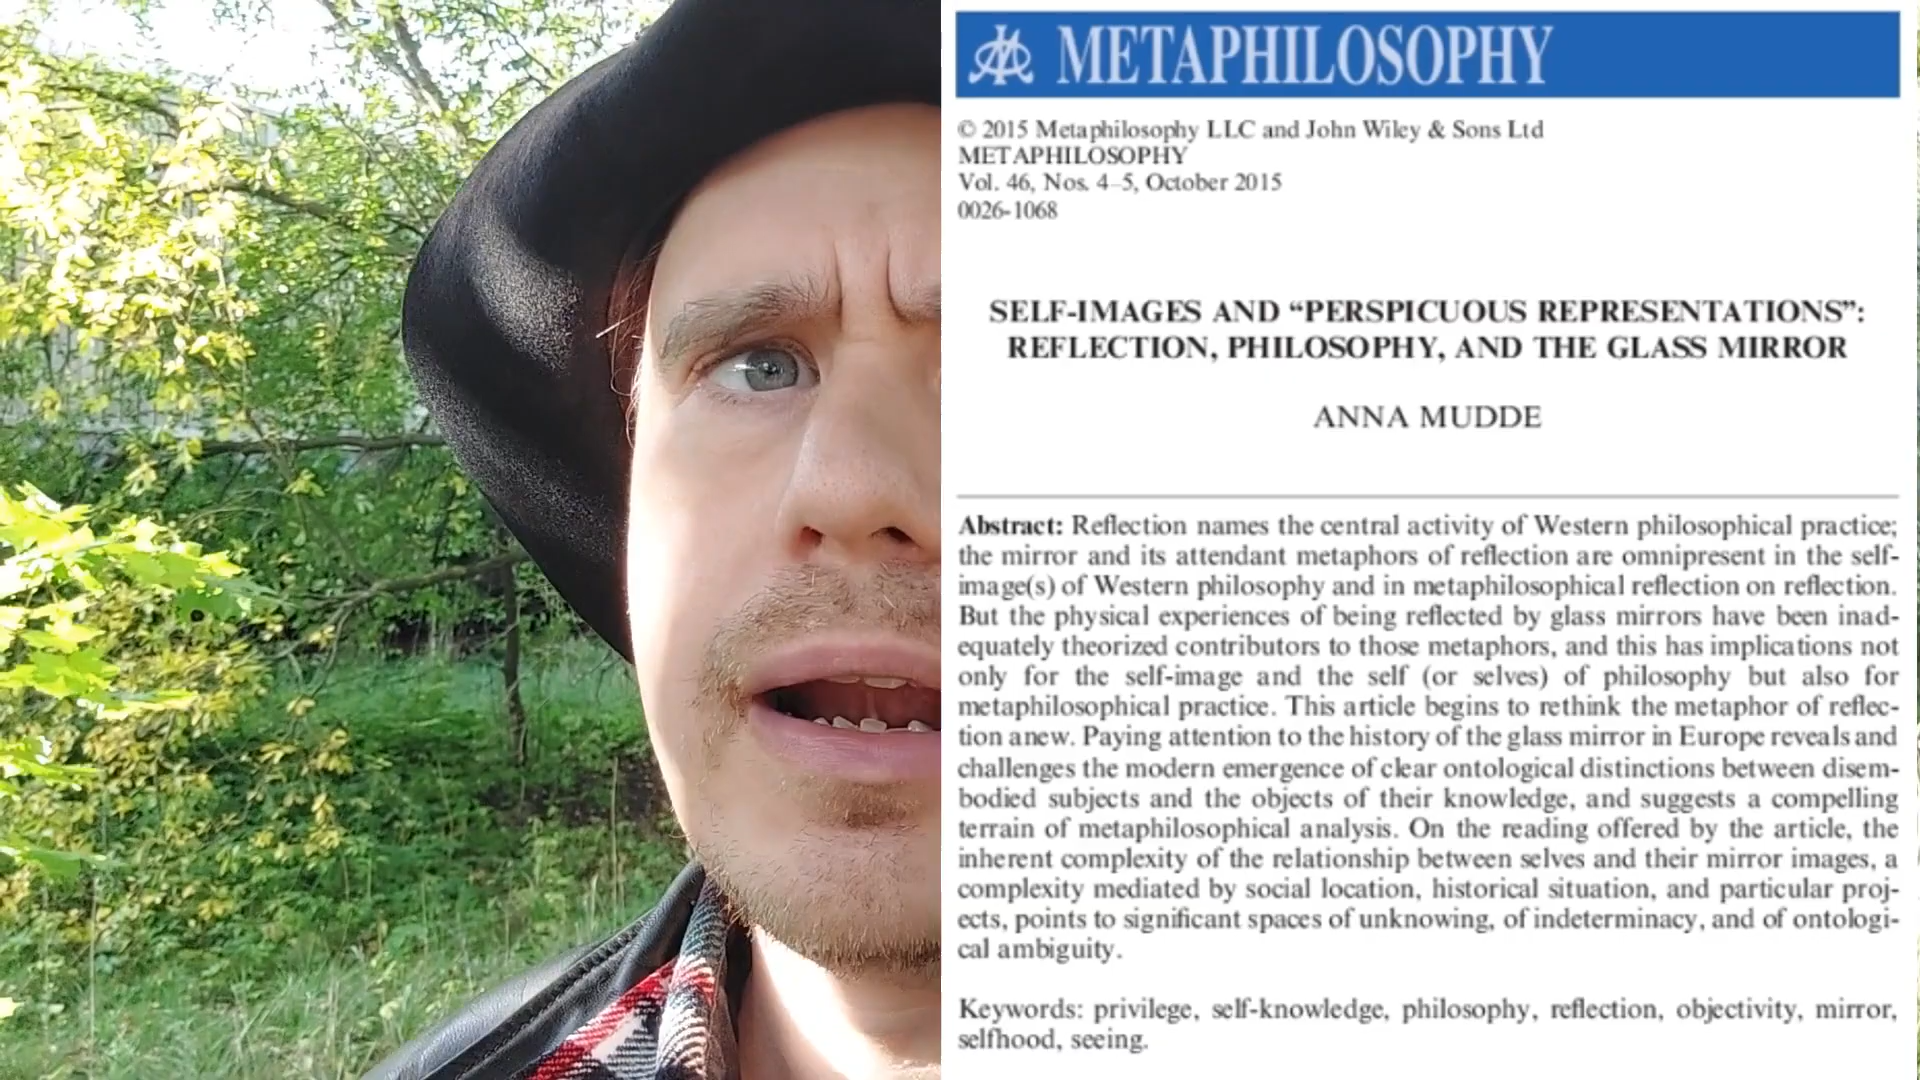 METAPHILOSOPHY
© 2015 Metaphilosophy LLC and John Wiley & Sons Ltd
METAPHILOSOPHY
Vol. 46, Nos. 4–5, October 2015
0026-1068
SELF-IMAGES AND “PERSPICUOUS REPRESENTATIONS”:
REFLECTION, PHILOSOPHY, AND THE GLASS MIRROR
ANNA MUDDE
Abstract: Reflection names the central activity of Western philosophical practice;
the mirror and its attendant metaphors of reflection are omnipresent in the self-
image(s) of Western philosophy and in metaphilosophical reflection on reflection.
But the physical experiences of being reflected by glass mirrors have been inad-
equately theorized contributors to those metaphors, and this has implications not
only for the self-image and the self (or selves) of philosophy but also for
metaphilosophical practice. This article begins to rethink the metaphor of reflec-
tion anew. Paying attention to the history of the glass mirror in Europe reveals and
challenges the modern emergence of clear ontological distinctions between disem-
bodied subjects and the objects of their knowledge, and suggests a compelling
terrain of metaphilosophical analysis. On the reading offered by the article, the
inherent complexity of the relationship between selves and their mirror images, a
complexity mediated by social location, historical situation, and particular proj-
ects, points to significant spaces of unknowing, of indeterminacy, and of ontologi-
cal ambiguity.
Keywords: privilege, self-knowledge, philosophy, reflection, objectivity, mirror,
selfhood, seeing.